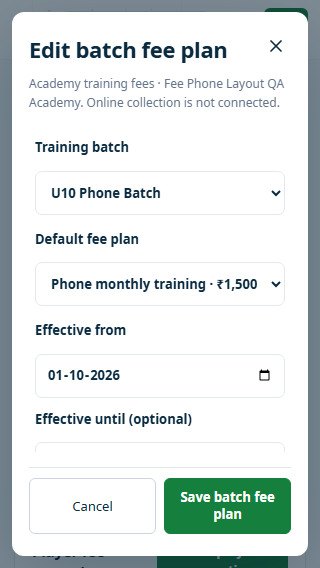 Edit batch fee plan
Academy training fees · Fee Phone Layout QA
Academy. Online collection is not connected.
Training batch
U10 Phone Batch
Default fee plan
Phone monthly training · ₹1,500
Effective from
01-10-2026
Effective until (optional)
Cancel
Save batch fee
plan